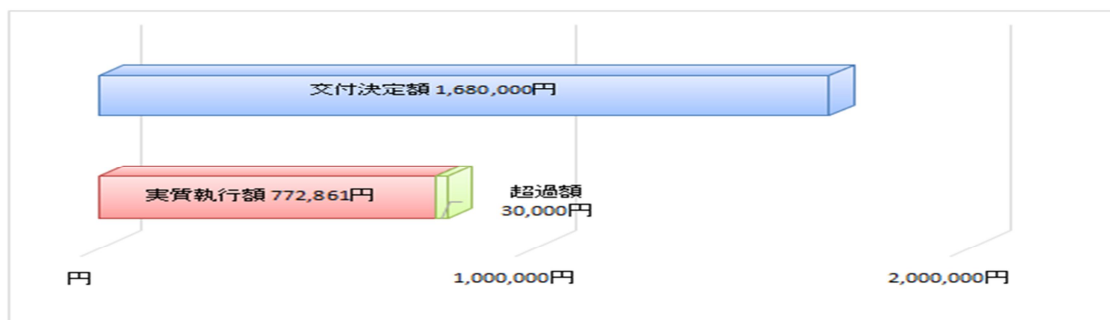 交付決定額 1,680,000円
実質執行額 772,861円
超過額
30,000円
円
1,000,000円
2,000,000円